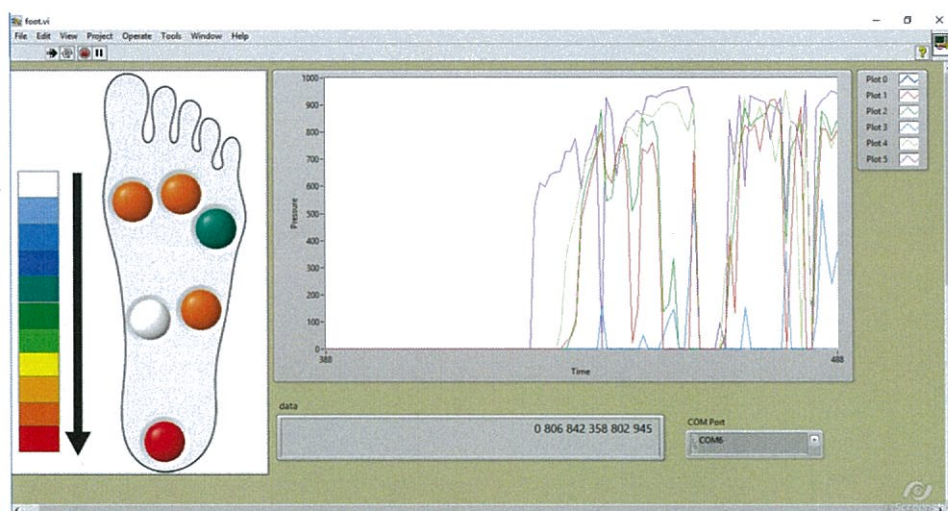 foot.vi
File Edit View Project Operate Tools Window Help
1000
900
800
700
600
500
400
300
200
100
0
Pressure
388
488
Time
Plot 0
Plot 1
Plot 2
Plot 3
Plot 4
Plot 5
data
0 806 842 358 802 945
COM Port
COM6